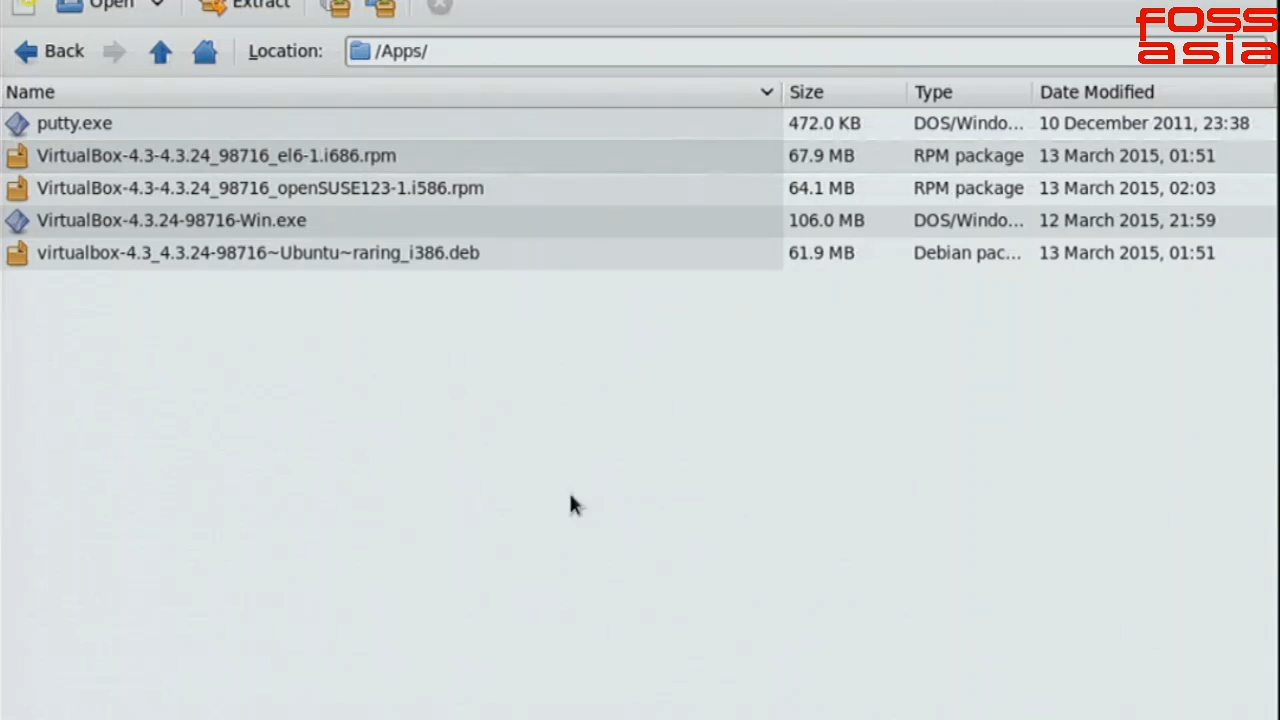 Open Extract
FOSS
asia
Back Location: /Apps/
Name Size Type Date Modified
putty.exe 472.0 KB DOS/Windo... 10 December 2011, 23:38
VirtualBox-4.3-4.3.24_98716_el6-1.i686.rpm 67.9 MB RPM package 13 March 2015, 01:51
VirtualBox-4.3-4.3.24_98716_openSUSE123-1.i586.rpm 64.1 MB RPM package 13 March 2015, 02:03
VirtualBox-4.3.24-98716-Win.exe 106.0 MB DOS/Windo... 12 March 2015, 21:59
virtualbox-4.3_4.3.24-98716~Ubuntu~raring_i386.deb 61.9 MB Debian pac... 13 March 2015, 01:51